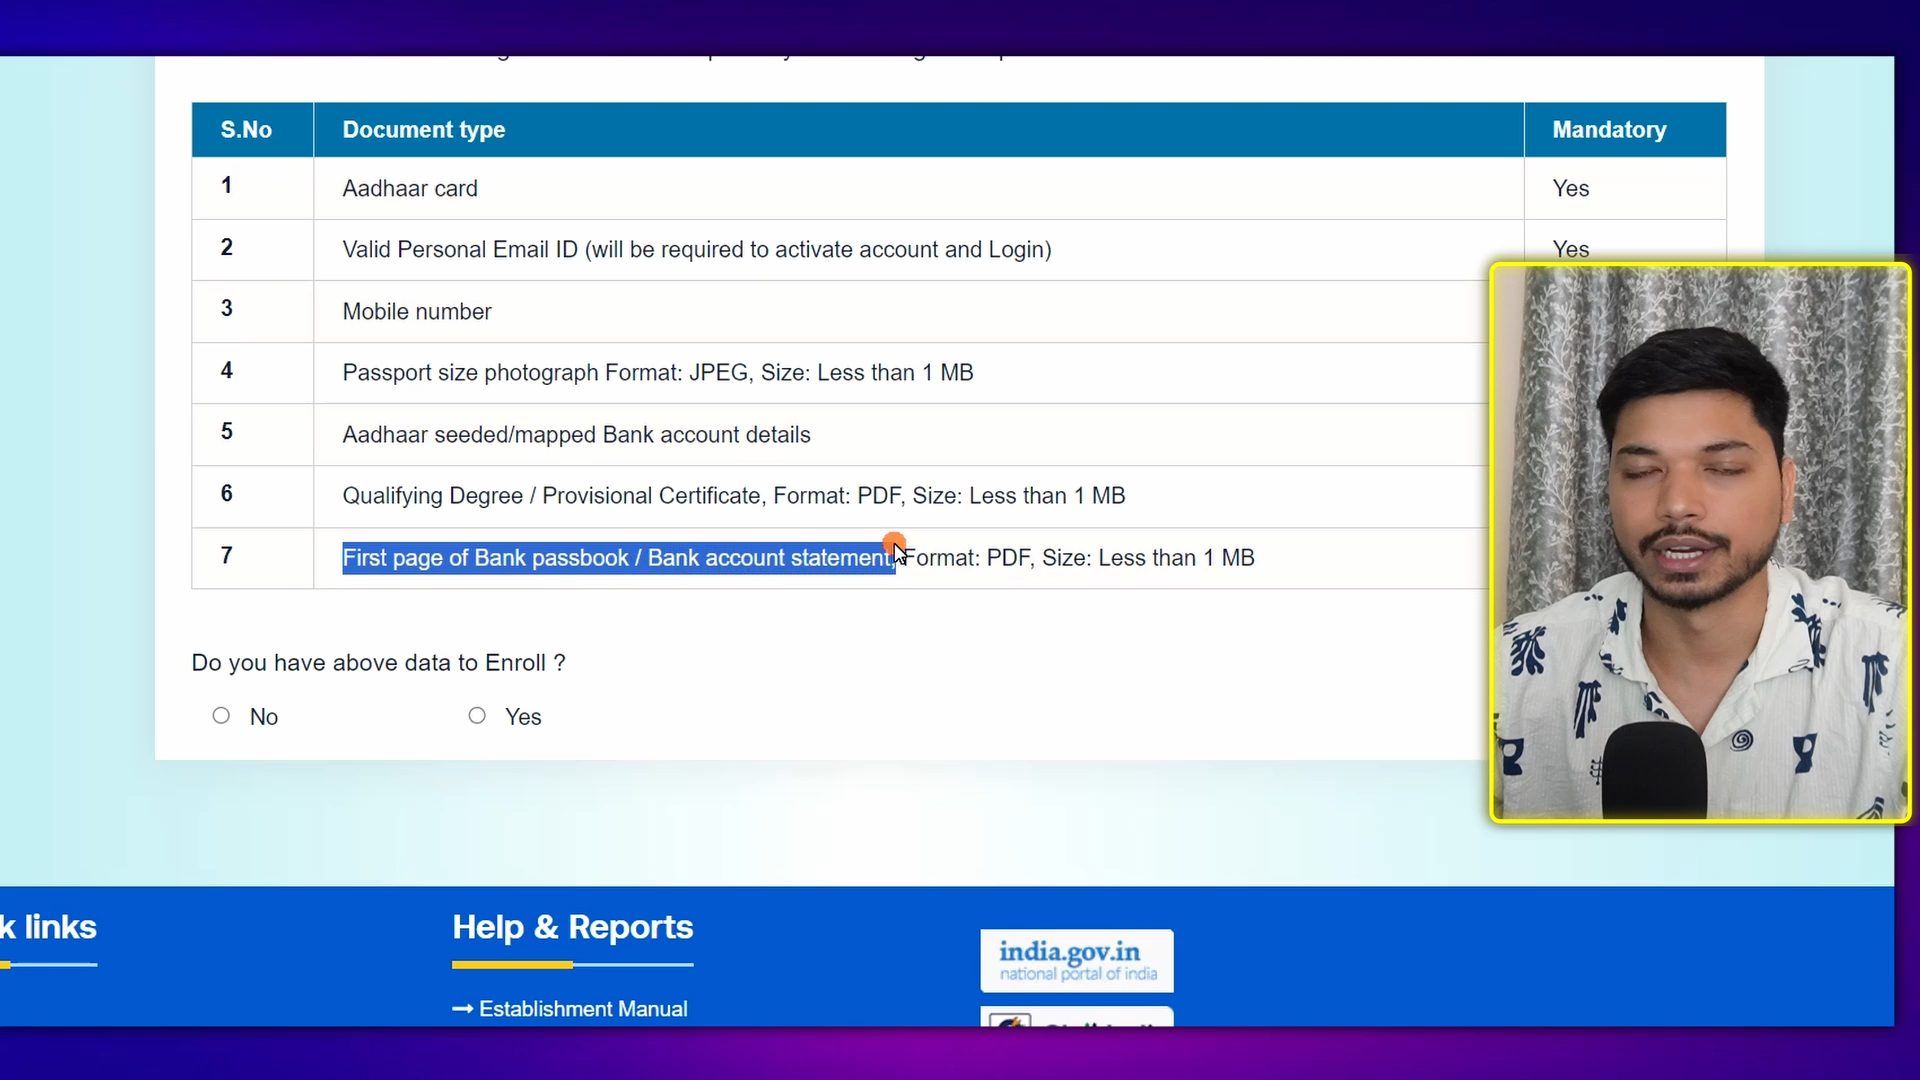 S.No Document type Mandatory
1 Aadhaar card Yes
2 Valid Personal Email ID (will be required to activate account and Login) Yes
3 Mobile number
4 Passport size photograph Format: JPEG, Size: Less than 1 MB
5 Aadhaar seeded/mapped Bank account details
6 Qualifying Degree / Provisional Certificate, Format: PDF, Size: Less than 1 MB
7 First page of Bank passbook / Bank account statement, Format: PDF, Size: Less than 1 MB
Do you have above data to Enroll ?
No Yes
k links
Help & Reports
→ Establishment Manual
india.gov.in
national portal of india